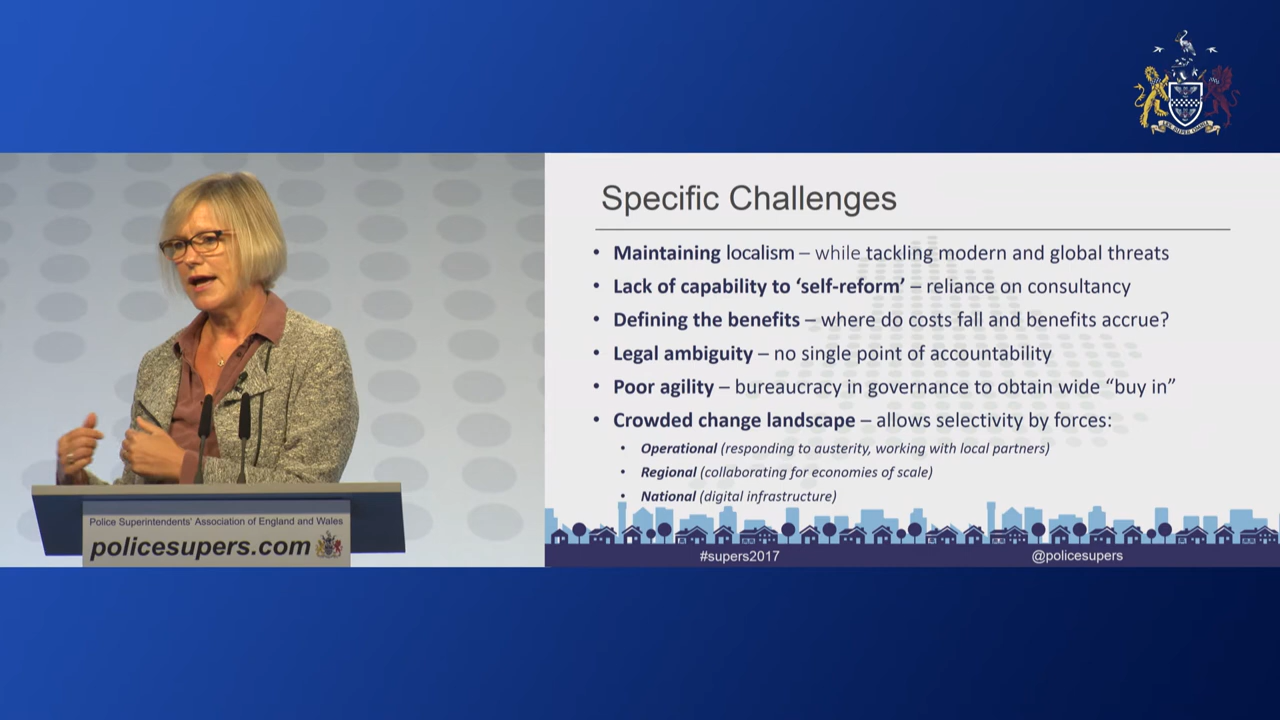 Specific Challenges
• Maintaining localism – while tackling modern and global threats
• Lack of capability to ‘self-reform’ – reliance on consultancy
• Defining the benefits – where do costs fall and benefits accrue?
• Legal ambiguity – no single point of accountability
• Poor agility – bureaucracy in governance to obtain wide “buy in”
• Crowded change landscape – allows selectivity by forces:
• Operational (responding to austerity, working with local partners)
• Regional (collaborating for economies of scale)
• National (digital infrastructure)
#supers2017 @policesupers
Police Superintendents' Association of England and Wales
policesupers.com